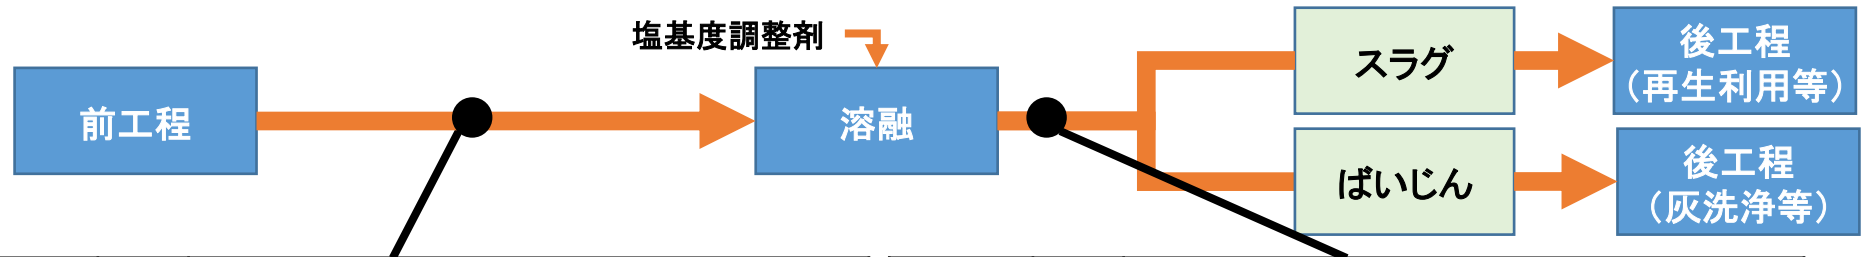 塩基度調整剤
前工程
溶融
スラグ
後工程
（再生利用等）
ばいじん
後工程
（灰洗浄等）